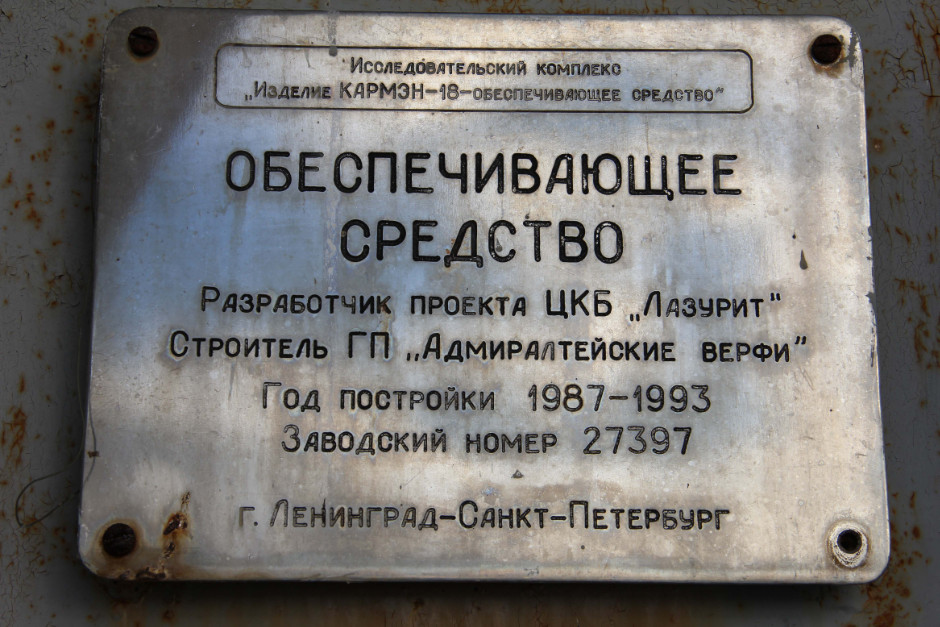 Исследовательский комплекс
„Изделие КАРМЭН-18-обеспечивающее средство"
ОБЕСПЕЧИВАЮЩЕЕ
СРЕДСТВО
Разработчик проекта ЦКБ „Лазурит"
Строитель ГП „Адмиралтейские верфи"
Год постройки 1987-1993
Заводский номер 27397
г. Ленинград-Санкт-Петербург